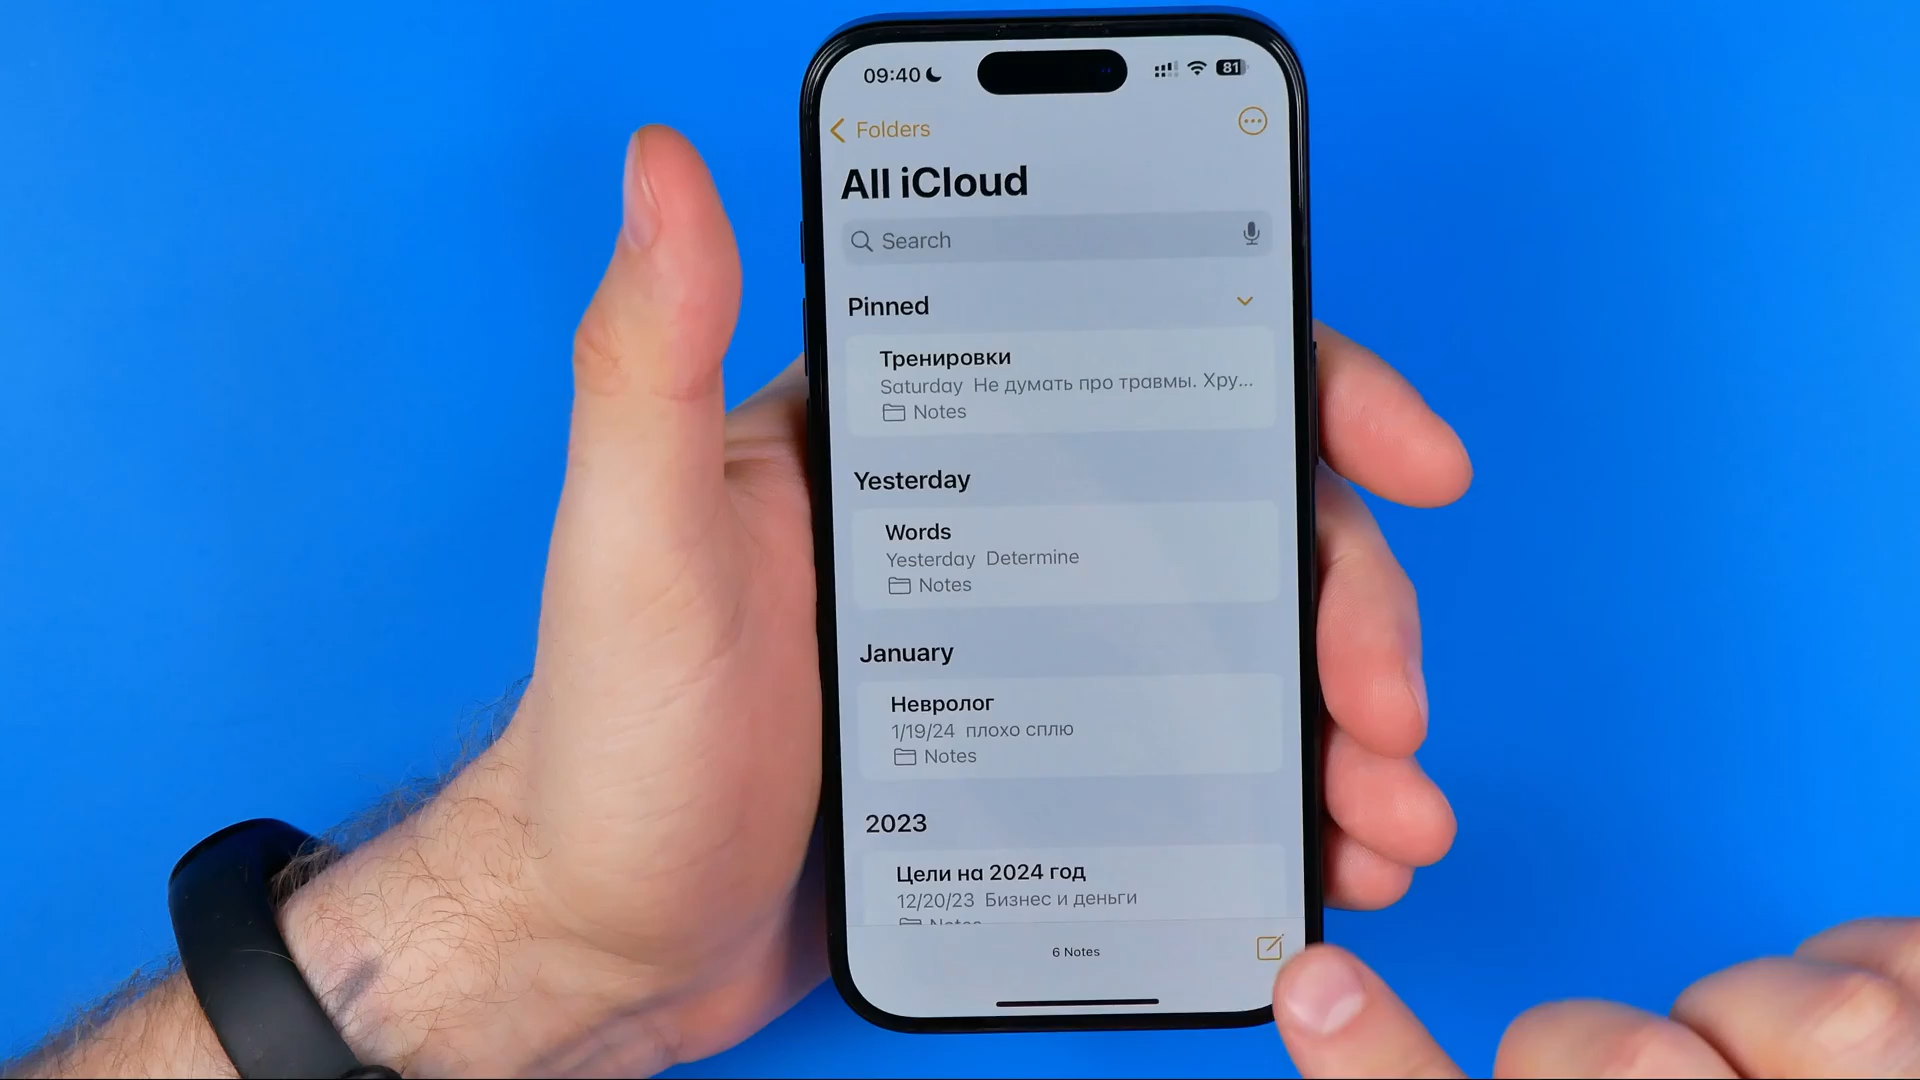 09:40
81
Folders
All iCloud
Search
Pinned
Тренировки
Saturday Не думать про травмы. Хру...
Notes
Yesterday
Words
Yesterday Determine
Notes
January
Невролог
1/19/24 плохо сплю
Notes
2023
Цели на 2024 год
12/20/23 Бизнес и деньги
Notes
6 Notes